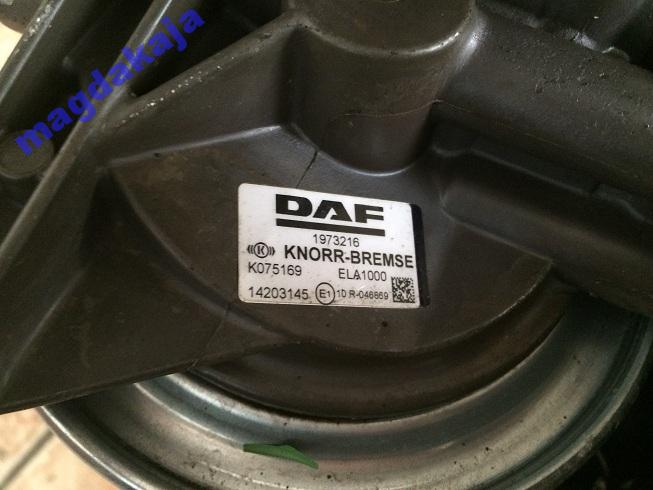 magdakaja
DAF
1973216
KNORR-BREMSE
K075169 ELA1000
14203145 E1 10 R-046869